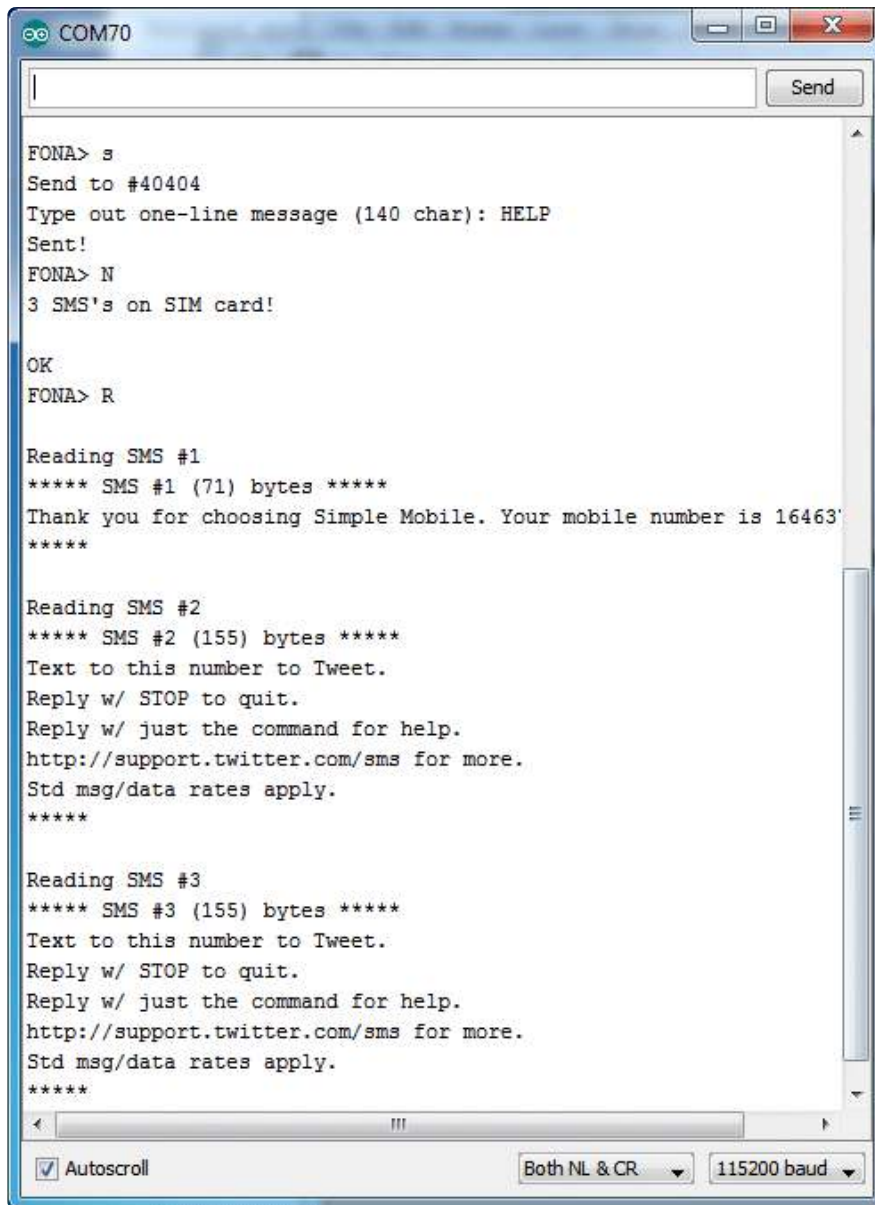 COM70
Send
FONA> s
Send to #40404
Type out one-line message (140 char): HELP
Sent!
FONA> N
3 SMS's on SIM card!
OK
FONA> R
Reading SMS #1
***** SMS #1 (71) bytes *****
Thank you for choosing Simple Mobile. Your mobile number is 16463
*****
Reading SMS #2
***** SMS #2 (155) bytes *****
Text to this number to Tweet.
Reply w/ STOP to quit.
Reply w/ just the command for help.
http://support.twitter.com/sms for more.
Std msg/data rates apply.
*****
Reading SMS #3
***** SMS #3 (155) bytes *****
Text to this number to Tweet.
Reply w/ STOP to quit.
Reply w/ just the command for help.
http://support.twitter.com/sms for more.
Std msg/data rates apply.
*****
Autoscroll
Both NL & CR
115200 baud